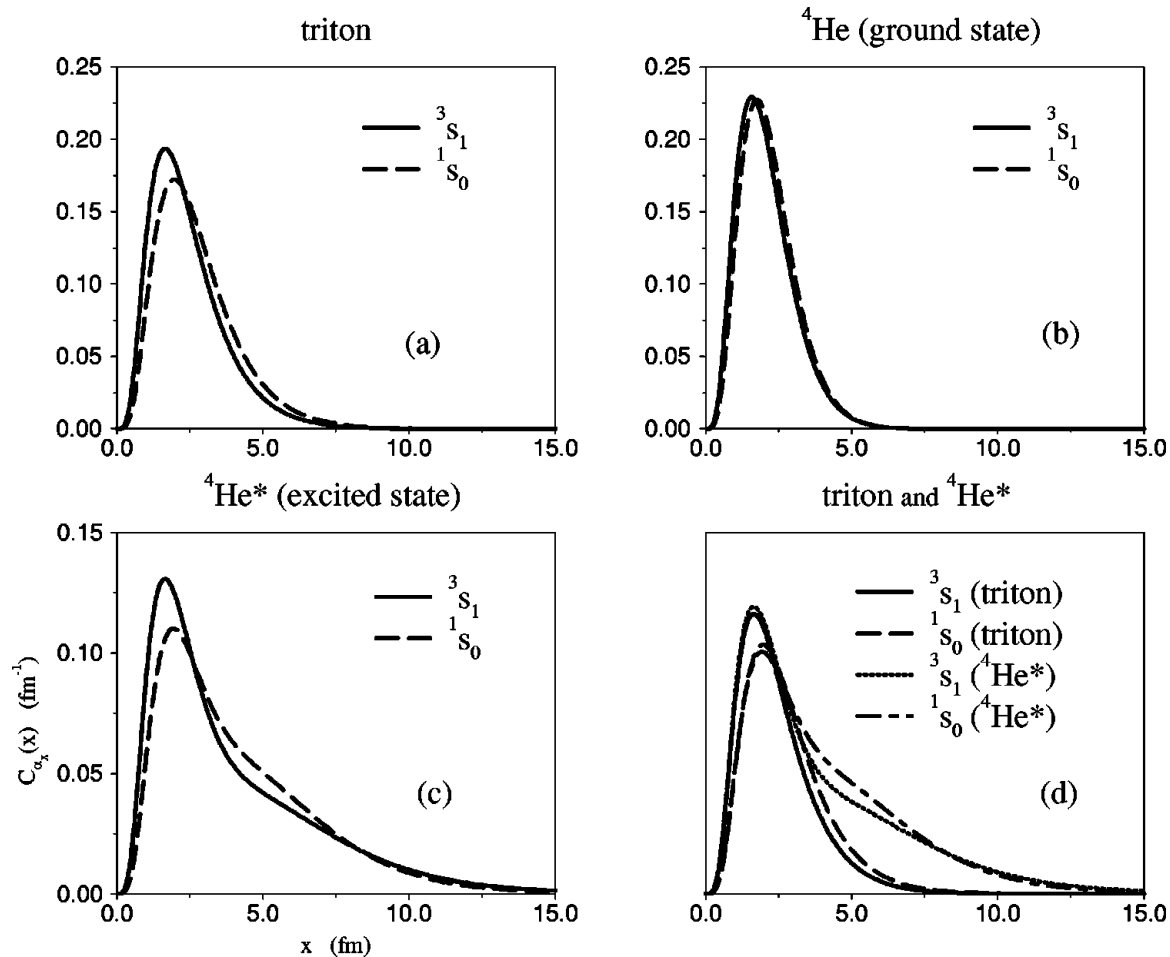 triton
0.25
0.20
0.15
0.10
0.05
0.00
0.0 5.0 10.0 15.0
³s₁
¹s₀
(a)
⁴He (ground state)
0.25
0.20
0.15
0.10
0.05
0.00
0.0 5.0 10.0 15.0
³s₁
¹s₀
(b)
⁴He* (excited state)
0.15
0.10
0.05
0.00
0.0 5.0 10.0 15.0
C_{αₓ}(x) (fm⁻¹)
x (fm)
³s₁
¹s₀
(c)
triton and ⁴He*
0.0 5.0 10.0 15.0
³s₁ (triton)
¹s₀ (triton)
³s₁ (⁴He*)
¹s₀ (⁴He*)
(d)